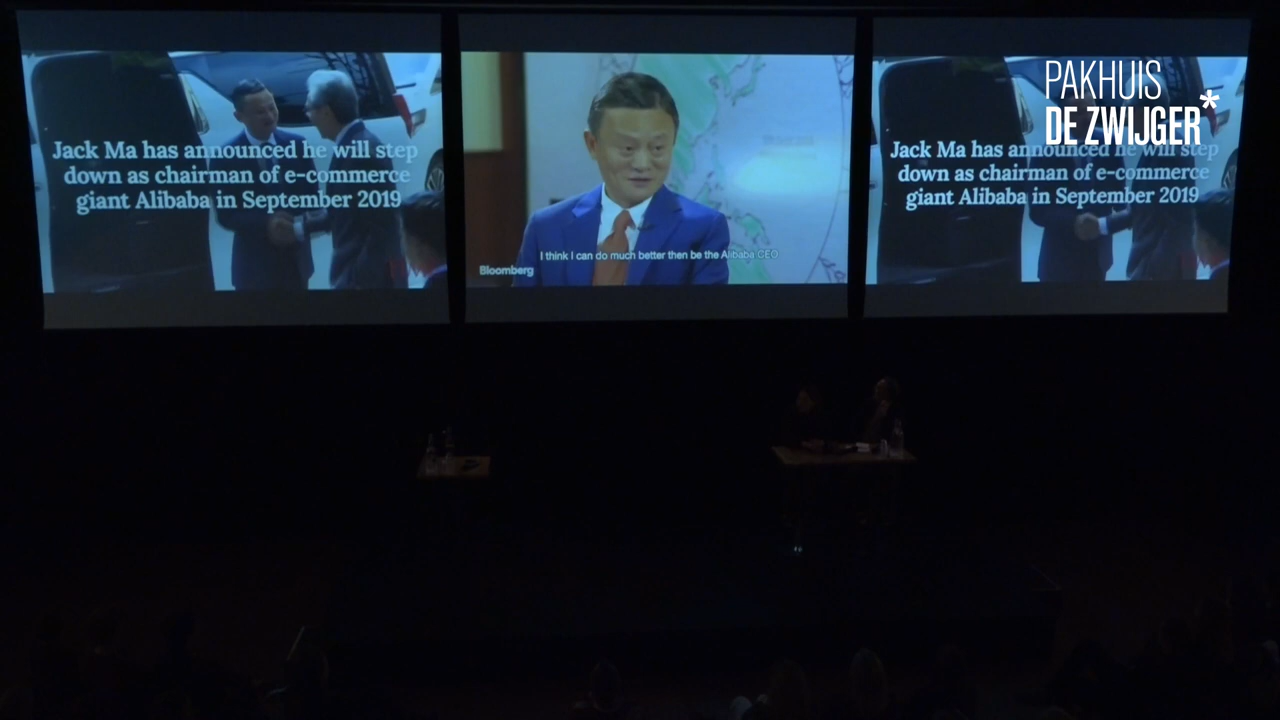 Jack Ma has announced he will step
down as chairman of e-commerce
giant Alibaba in September 2019
I think I can do much better then be the Alibaba CEO
Bloomberg
PAKHUIS
DE ZWIJGER*
Jack Ma has announced he will step
down as chairman of e-commerce
giant Alibaba in September 2019